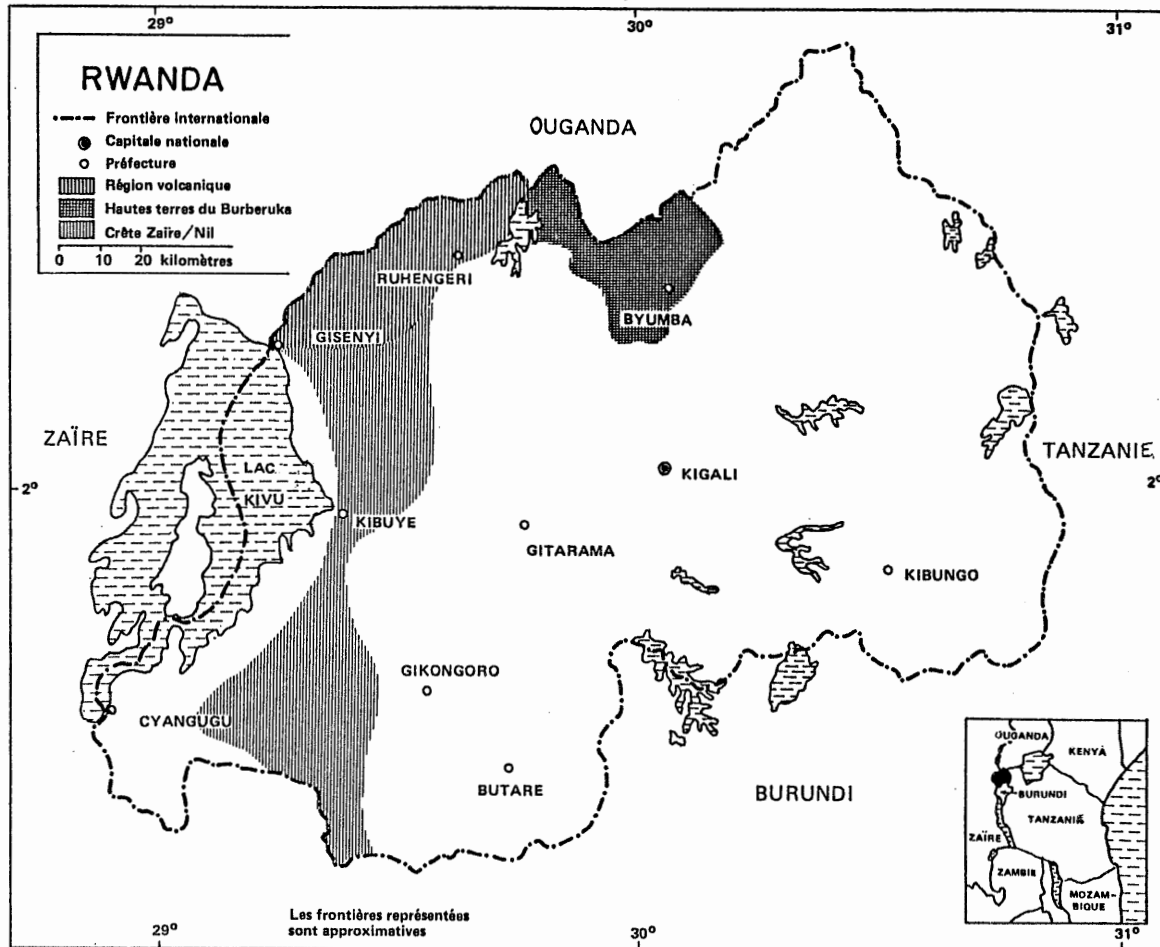 29°
30°
31°
RWANDA
Frontière internationale
Capitale nationale
Préfecture
Région volcanique
Hautes terres du Burberuka
Crête Zaïre/Nil
0 10 20 kilomètres
OUGANDA
RUHENGERI
BYUMBA
GISENYI
ZAÏRE
TANZANIE
LAC
KIVU
KIGALI
2°
2°
KIBUYE
GITARAMA
KIBUNGO
GIKONGORO
CYANGUGU
BUTARE
BURUNDI
OUGANDA
KENYA
BURUNDI
TANZANIE
ZAÏRE
ZAMBIE
MOZAM-
BIQUE
Les frontières représentées
sont approximatives
29°
30°
31°